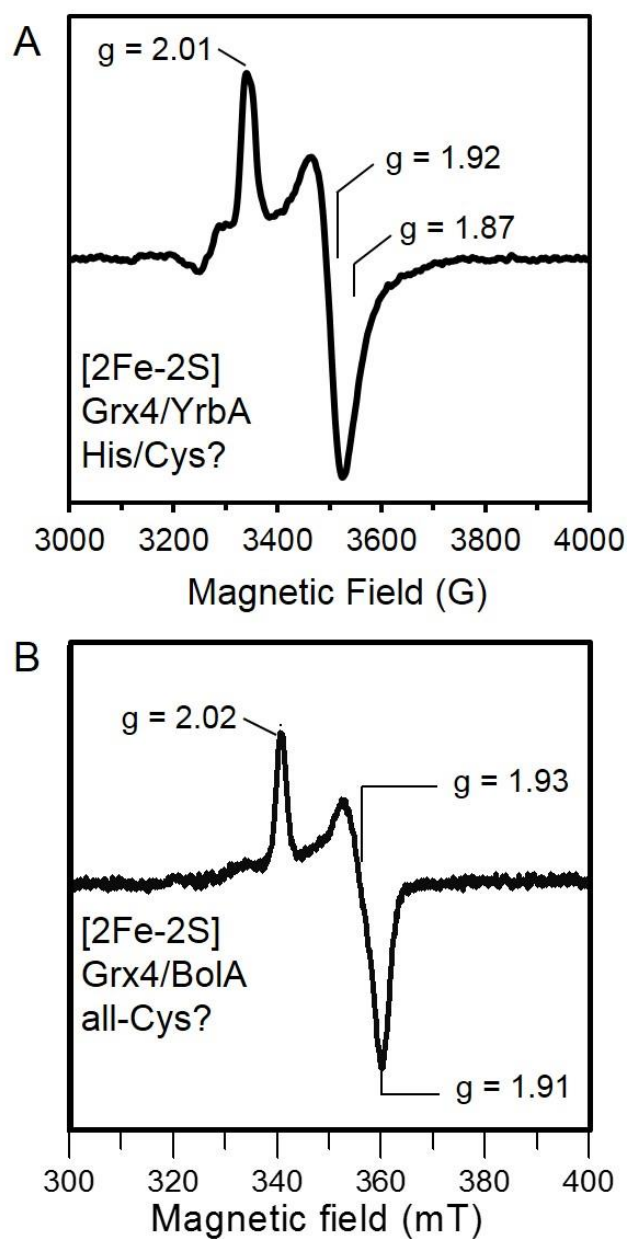 A
g = 2.01
g = 1.92
g = 1.87
[2Fe-2S]
Grx4/YrbA
His/Cys?
3000 3200 3400 3600 3800 4000
Magnetic Field (G)
B
g = 2.02
g = 1.93
[2Fe-2S]
Grx4/BolA
all-Cys?
g = 1.91
300 320 340 360 380 400
Magnetic field (mT)